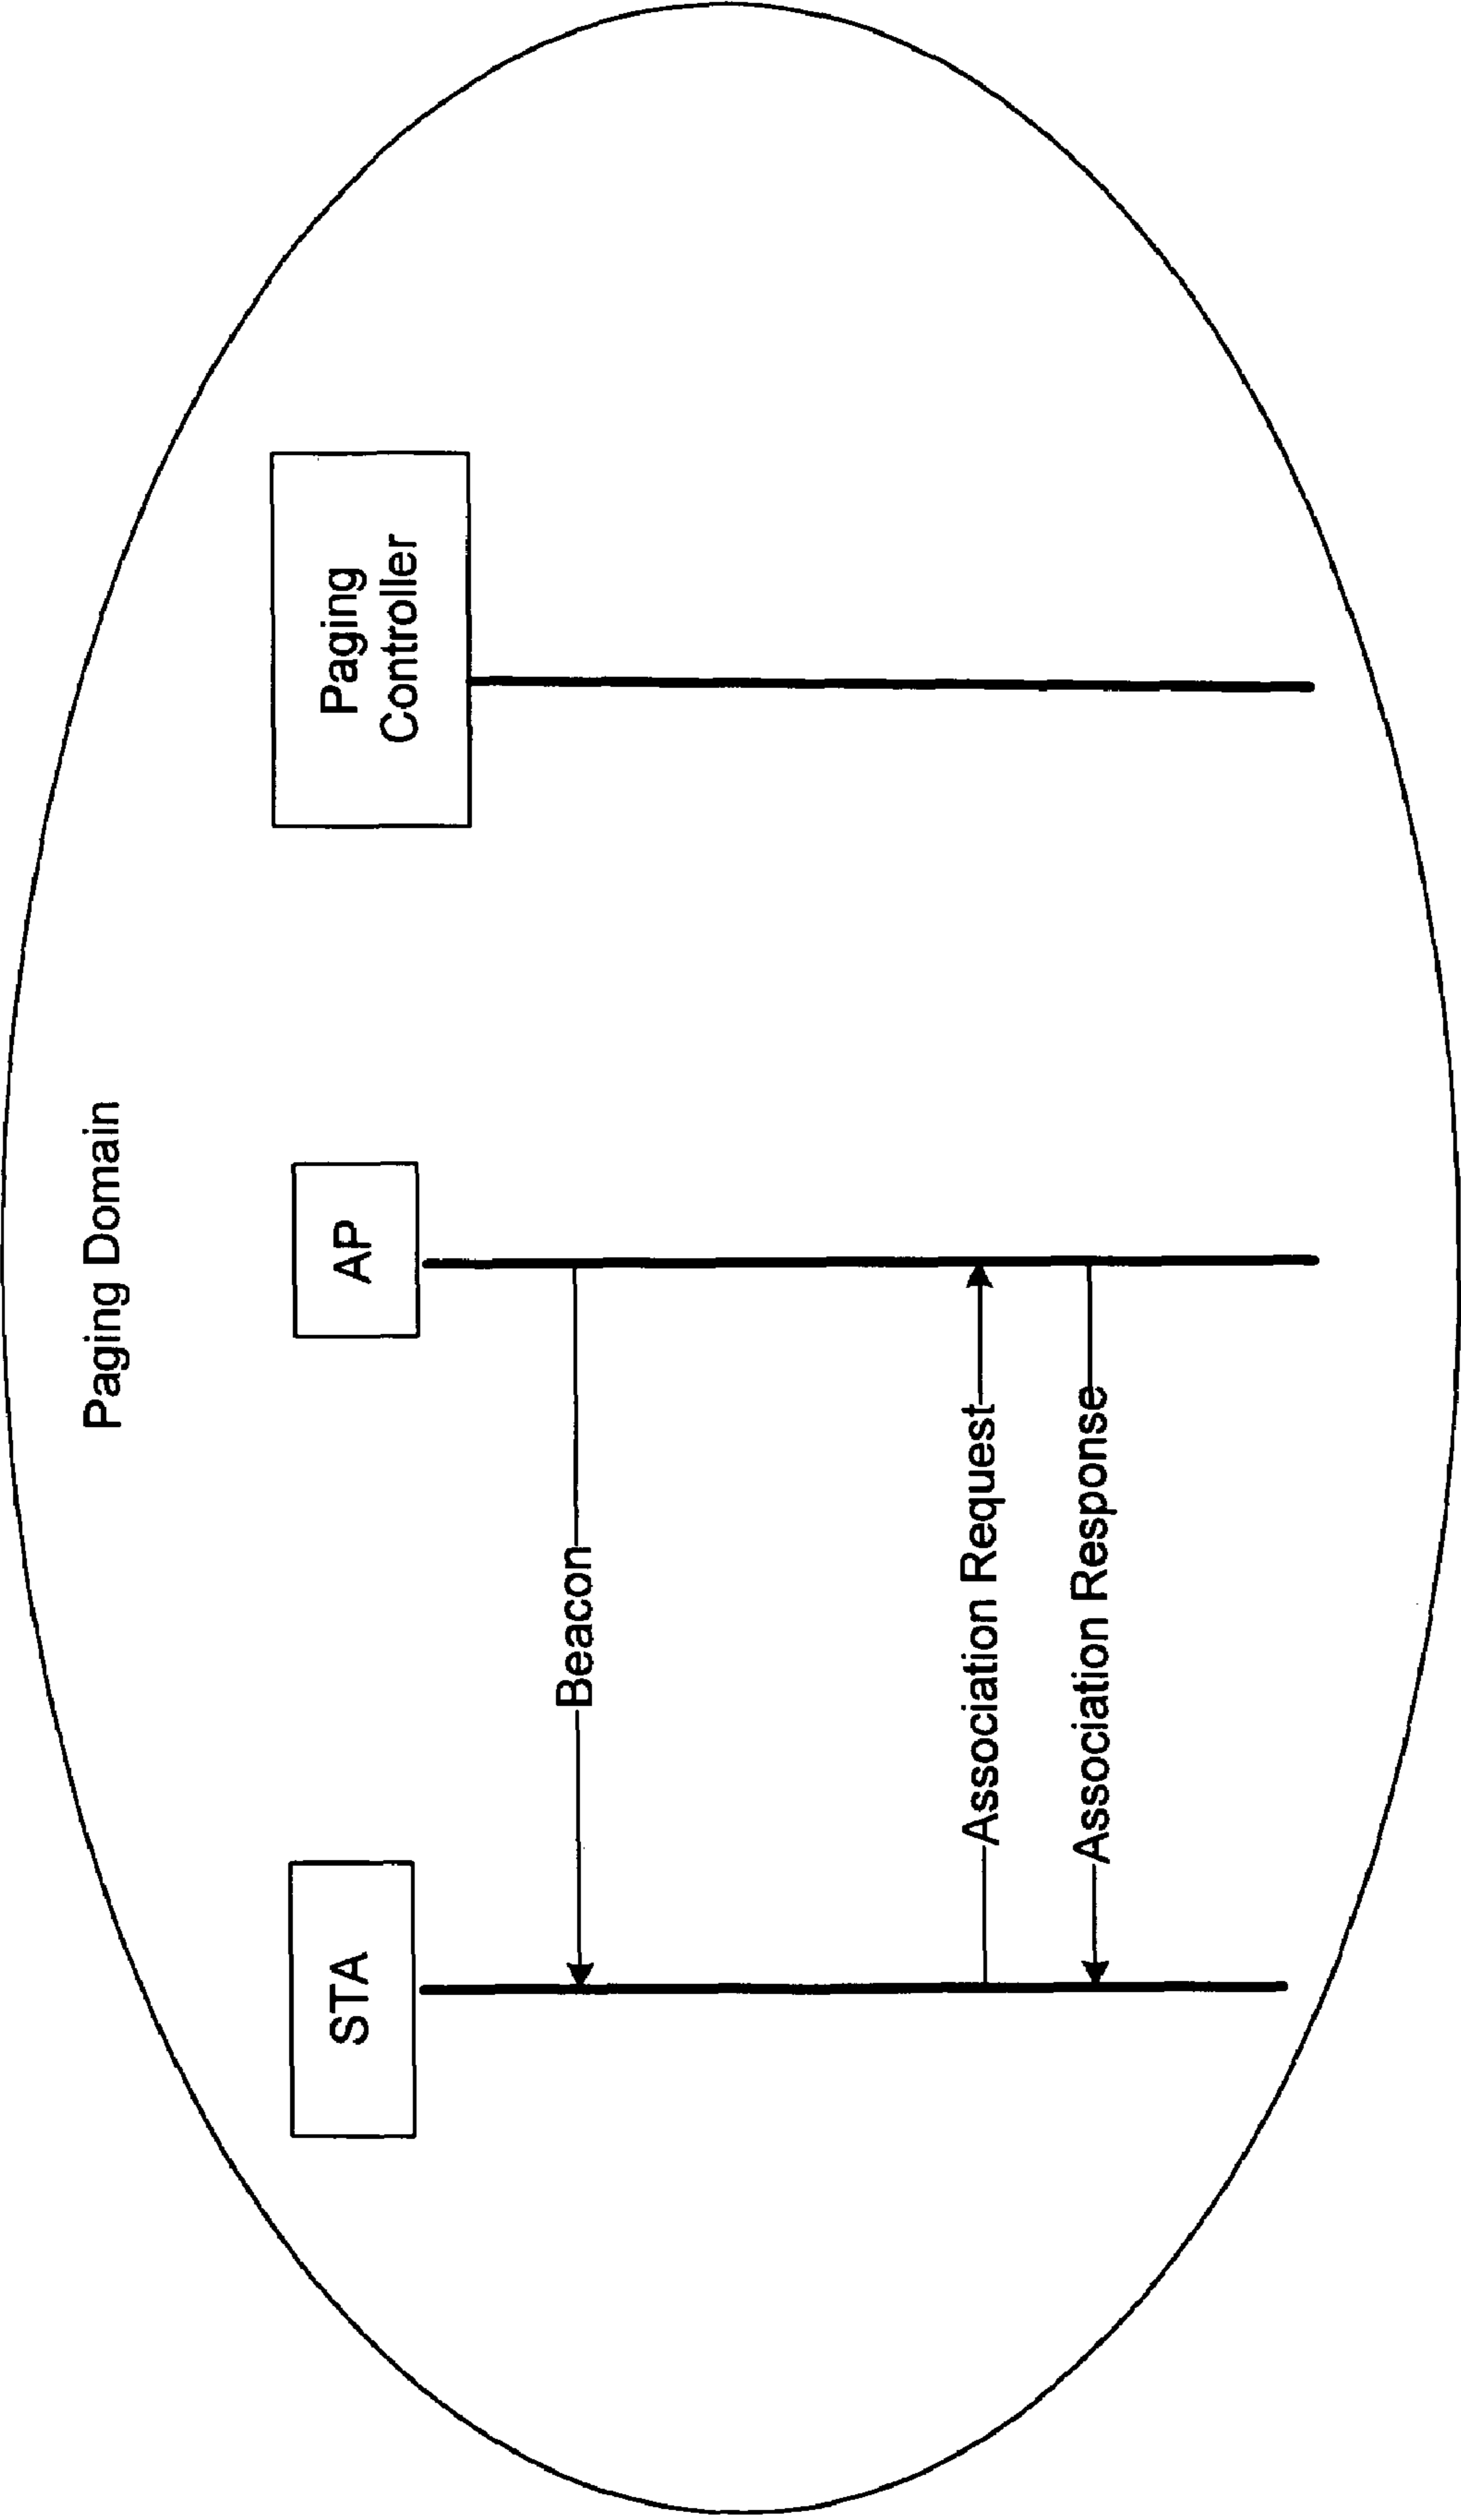 Paging Domain
STA
AP
Paging
Controller
Beacon
Association Request
Association Response